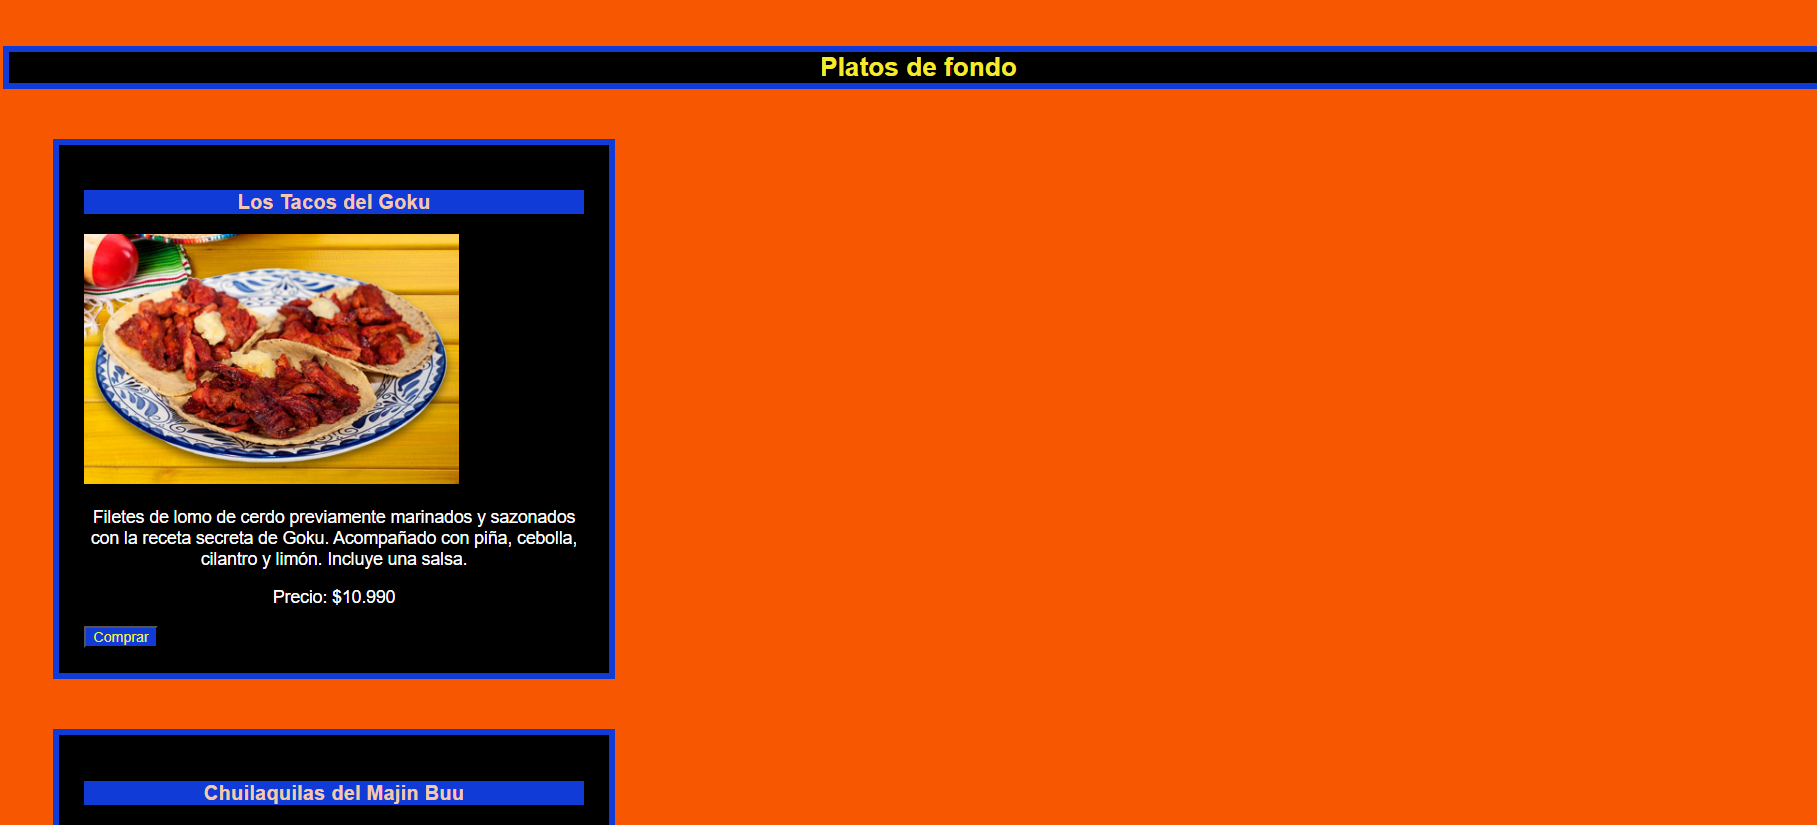 Platos de fondo
Los Tacos del Goku
Filetes de lomo de cerdo previamente marinados y sazonados
con la receta secreta de Goku. Acompañado con piña, cebolla,
cilantro y limón. Incluye una salsa.
Precio: $10.990
Comprar
Chuilaquilas del Majin Buu